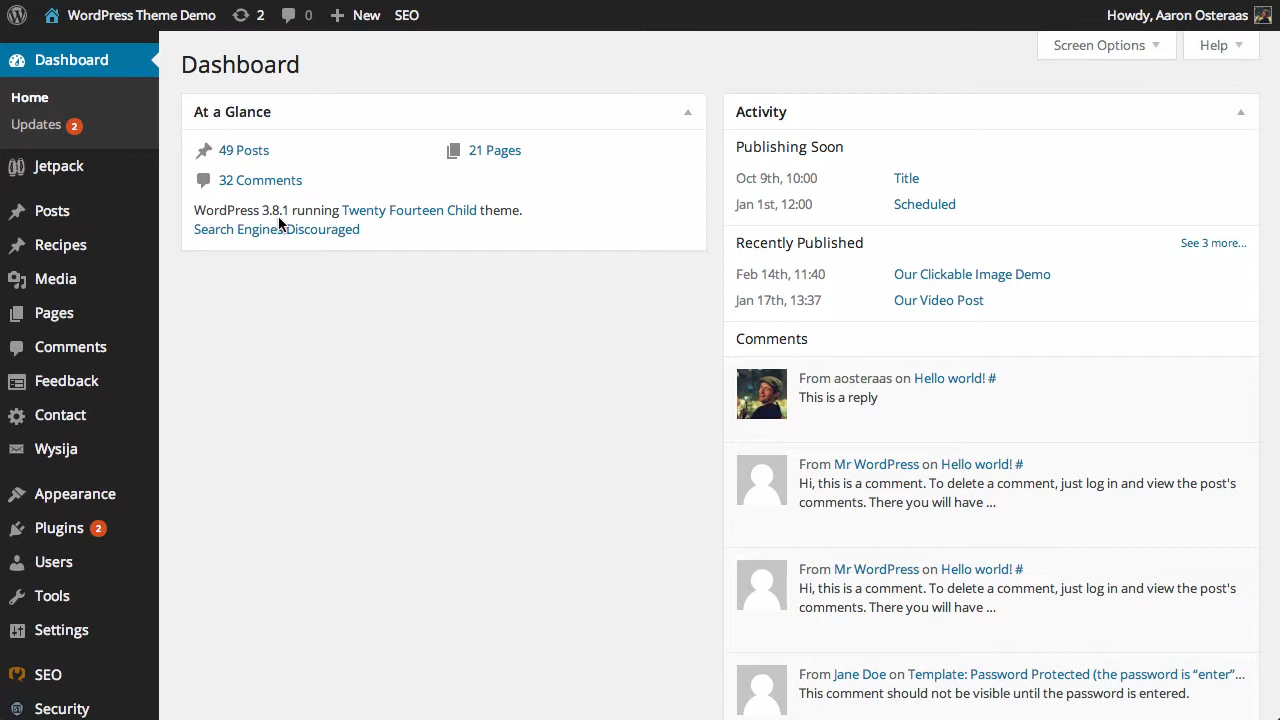 WordPress Theme Demo 2 0 New SEO Howdy, Aaron Osteraas
Dashboard
Home
Updates 2
Jetpack
Posts
Recipes
Media
Pages
Comments
Feedback
Contact
Wysija
Appearance
Plugins 2
Users
Tools
Settings
SEO
Security
Screen Options Help
Dashboard
At a Glance
49 Posts 21 Pages
32 Comments
WordPress 3.8.1 running Twenty Fourteen Child theme.
Search Engines Discouraged
Activity
Publishing Soon
Oct 9th, 10:00 Title
Jan 1st, 12:00 Scheduled
Recently Published See 3 more...
Feb 14th, 11:40 Our Clickable Image Demo
Jan 17th, 13:37 Our Video Post
Comments
From aosteraas on Hello world! #
This is a reply
From Mr WordPress on Hello world! #
Hi, this is a comment. To delete a comment, just log in and view the post's
comments. There you will have ...
From Mr WordPress on Hello world! #
Hi, this is a comment. To delete a comment, just log in and view the post's
comments. There you will have ...
From Jane Doe on Template: Password Protected (the password is “enter”...
This comment should not be visible until the password is entered.